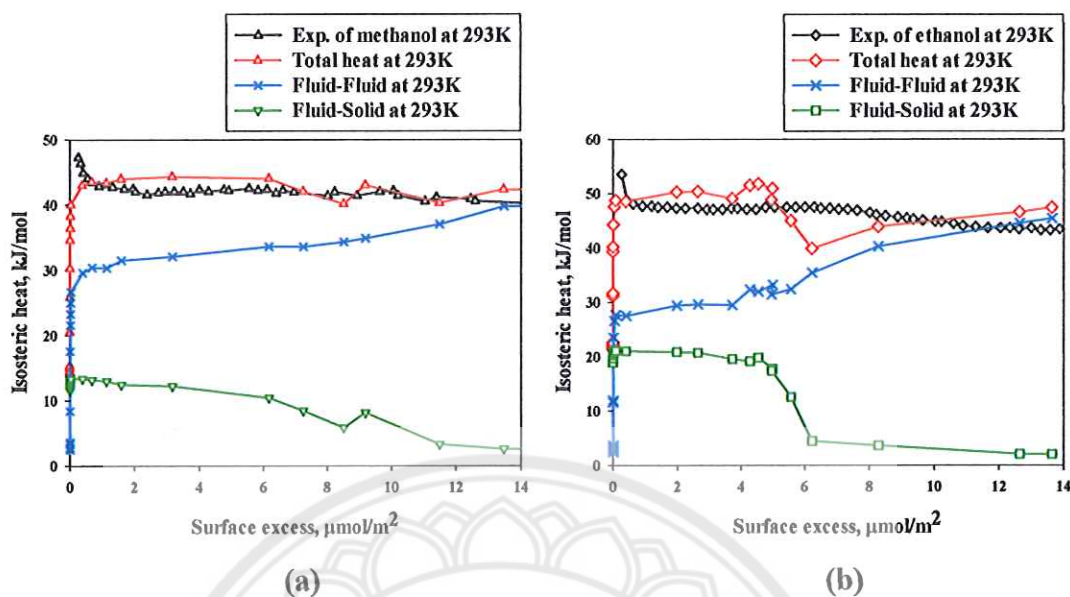 Exp. of methanol at 293K
Total heat at 293K
Fluid-Fluid at 293K
Fluid-Solid at 293K
50
40
30
20
10
0
Isosteric heat, kJ/mol
0 2 4 6 8 10 12 14
Surface excess, µmol/m²
(a)
Exp. of ethanol at 293K
Total heat at 293K
Fluid-Fluid at 293K
Fluid-Solid at 293K
60
50
40
30
20
10
0
Isosteric heat, kJ/mol
0 2 4 6 8 10 12 14
Surface excess, µmol/m²
(b)